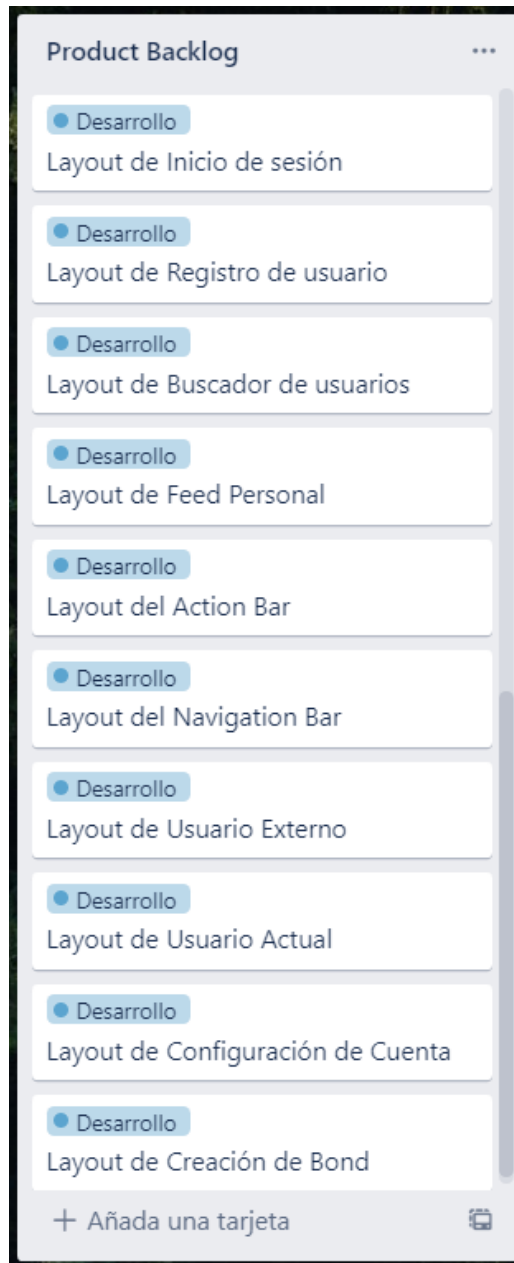 Product Backlog
Desarrollo
Layout de Inicio de sesión
Desarrollo
Layout de Registro de usuario
Desarrollo
Layout de Buscador de usuarios
Desarrollo
Layout de Feed Personal
Desarrollo
Layout del Action Bar
Desarrollo
Layout del Navigation Bar
Desarrollo
Layout de Usuario Externo
Desarrollo
Layout de Usuario Actual
Desarrollo
Layout de Configuración de Cuenta
Desarrollo
Layout de Creación de Bond
+ Añada una tarjeta